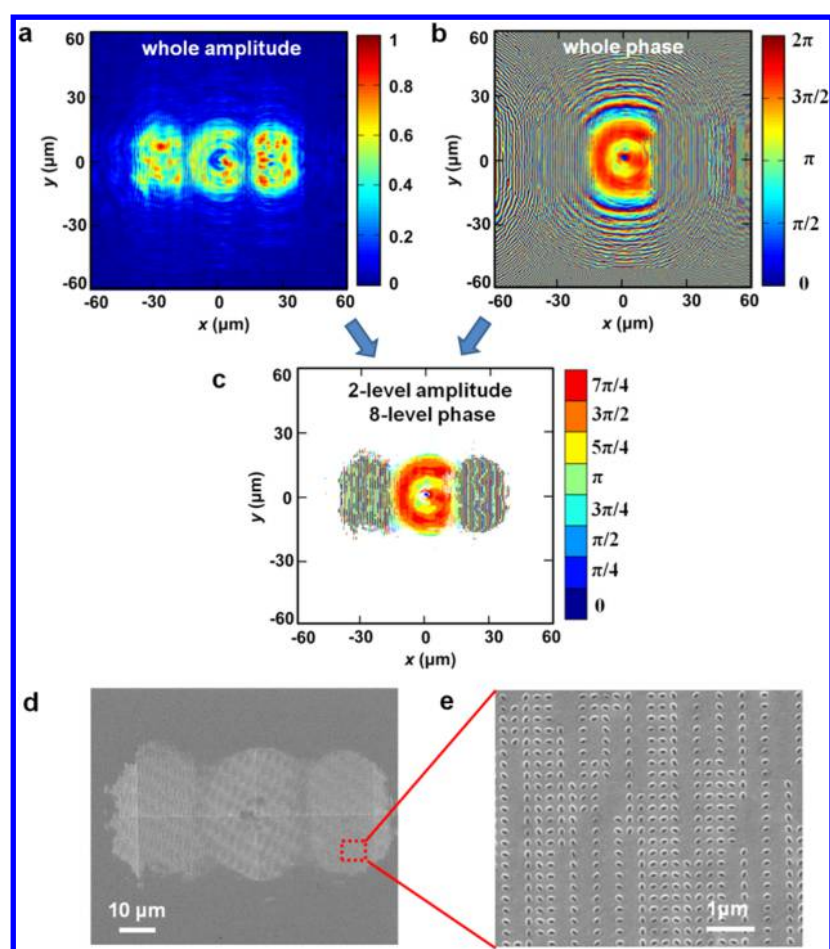 a
whole amplitude
60
30
0
-30
-60
y (µm)
-60 -30 0 30 60
x (µm)
1
0.8
0.6
0.4
0.2
0
b
whole phase
60
30
0
-30
-60
y (µm)
-60 -30 0 30 60
x (µm)
2π
3π/2
π
π/2
0
c
2-level amplitude
8-level phase
60
30
0
-30
-60
y (µm)
-60 -30 0 30 60
x (µm)
7π/4
3π/2
5π/4
π
3π/4
π/2
π/4
0
d
10 µm
e
1µm